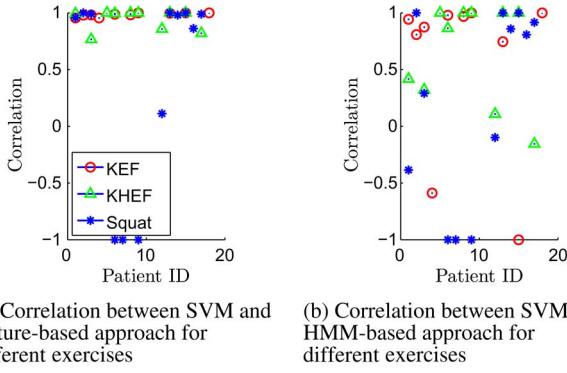 1
0.5
0
−0.5
−1
Correlation
KEF
KHEF
Squat
0 10 20
Patient ID
Correlation between SVM and
-based approach for
exercises
1
0.5
0
−0.5
−1
Correlation
0 10 20
Patient ID
(b) Correlation between SVM
HMM-based approach for
different exercises